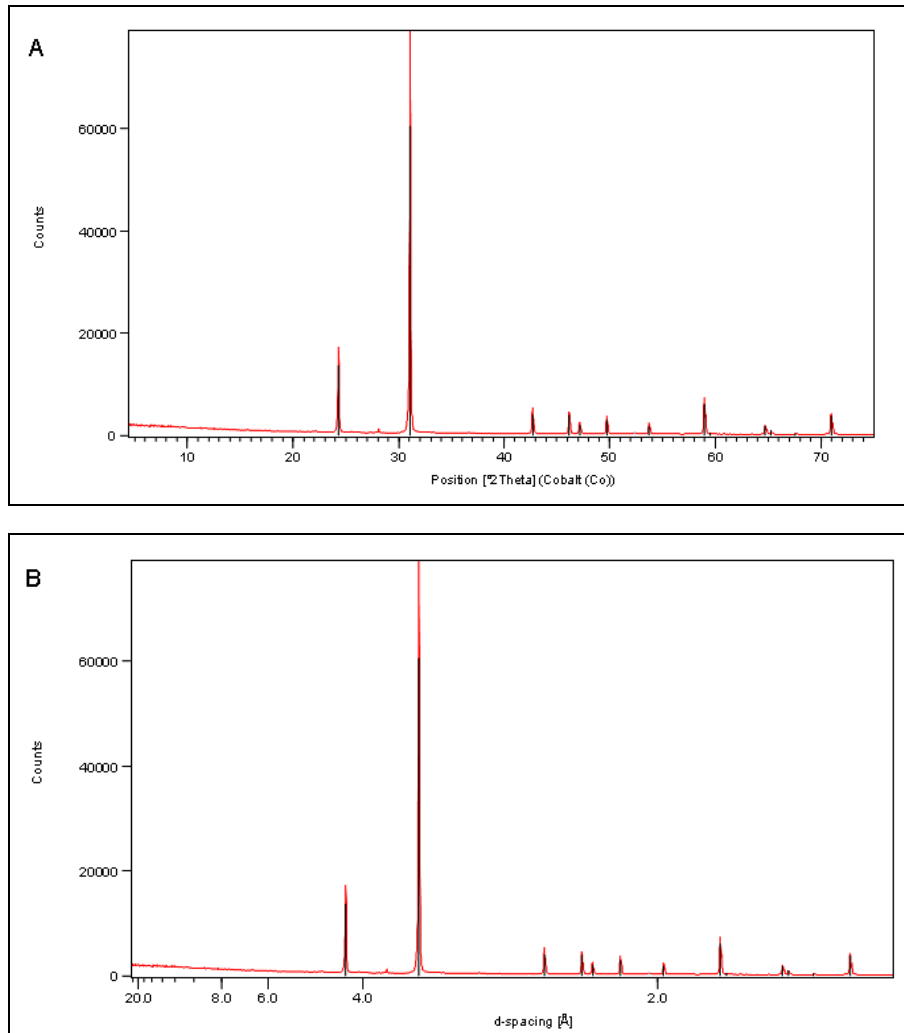 A
60000
40000
20000
0
Counts
10 20 30 40 50 60 70
Position [°2Theta] (Cobalt (Co))
B
60000
40000
20000
0
Counts
20.0 8.0 6.0 4.0 2.0
d-spacing [Å]